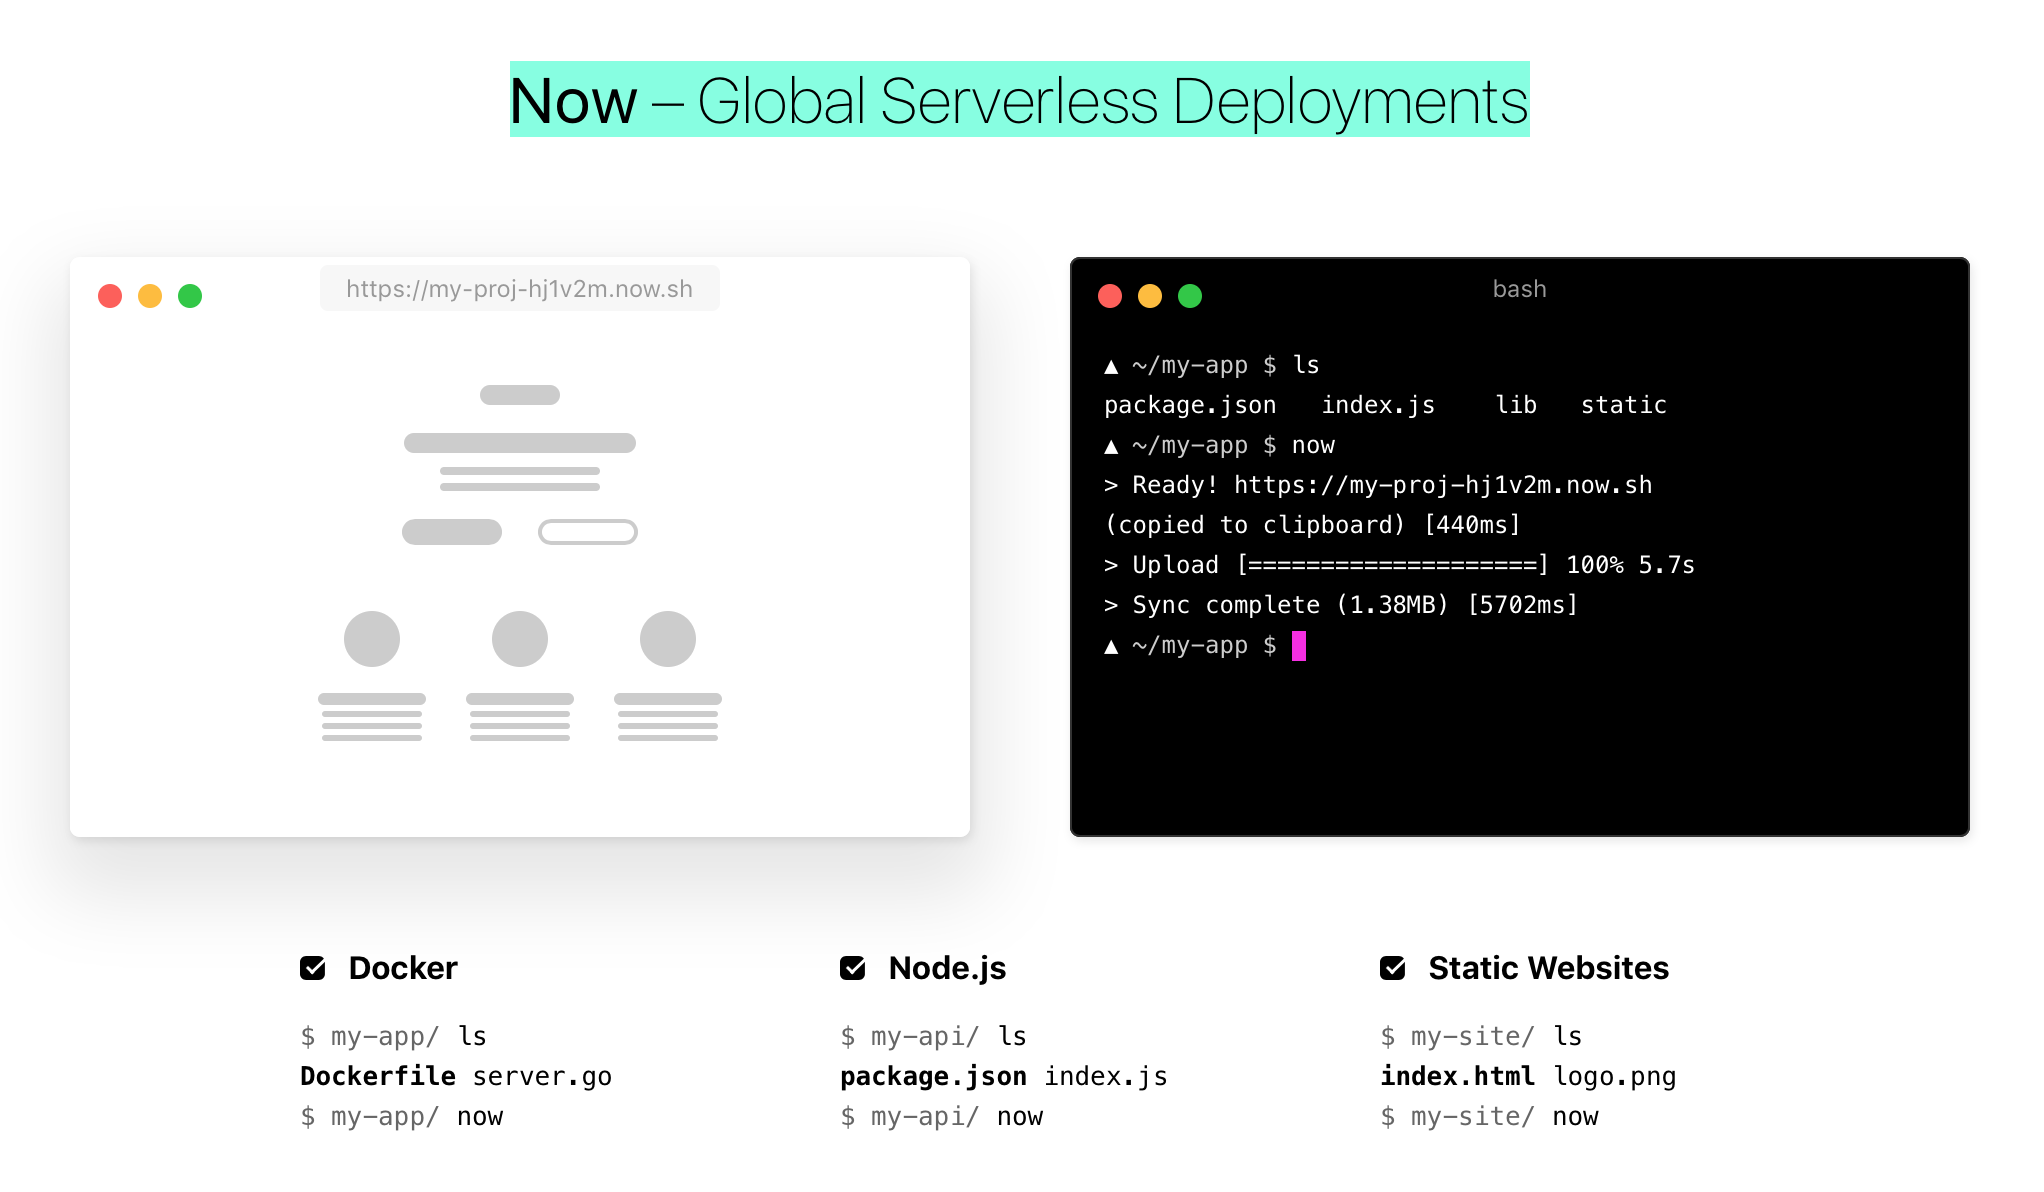 Now – Global Serverless Deployments
https://my-proj-hj1v2m.now.sh
bash
▲ ~/my-app $ ls
package.json   index.js    lib   static
▲ ~/my-app $ now
> Ready! https://my-proj-hj1v2m.now.sh
(copied to clipboard) [440ms]
> Upload [====================] 100% 5.7s
> Sync complete (1.38MB) [5702ms]
▲ ~/my-app $
Docker
$ my-app/ ls
Dockerfile server.go
$ my-app/ now
Node.js
$ my-api/ ls
package.json index.js
$ my-api/ now
Static Websites
$ my-site/ ls
index.html logo.png
$ my-site/ now